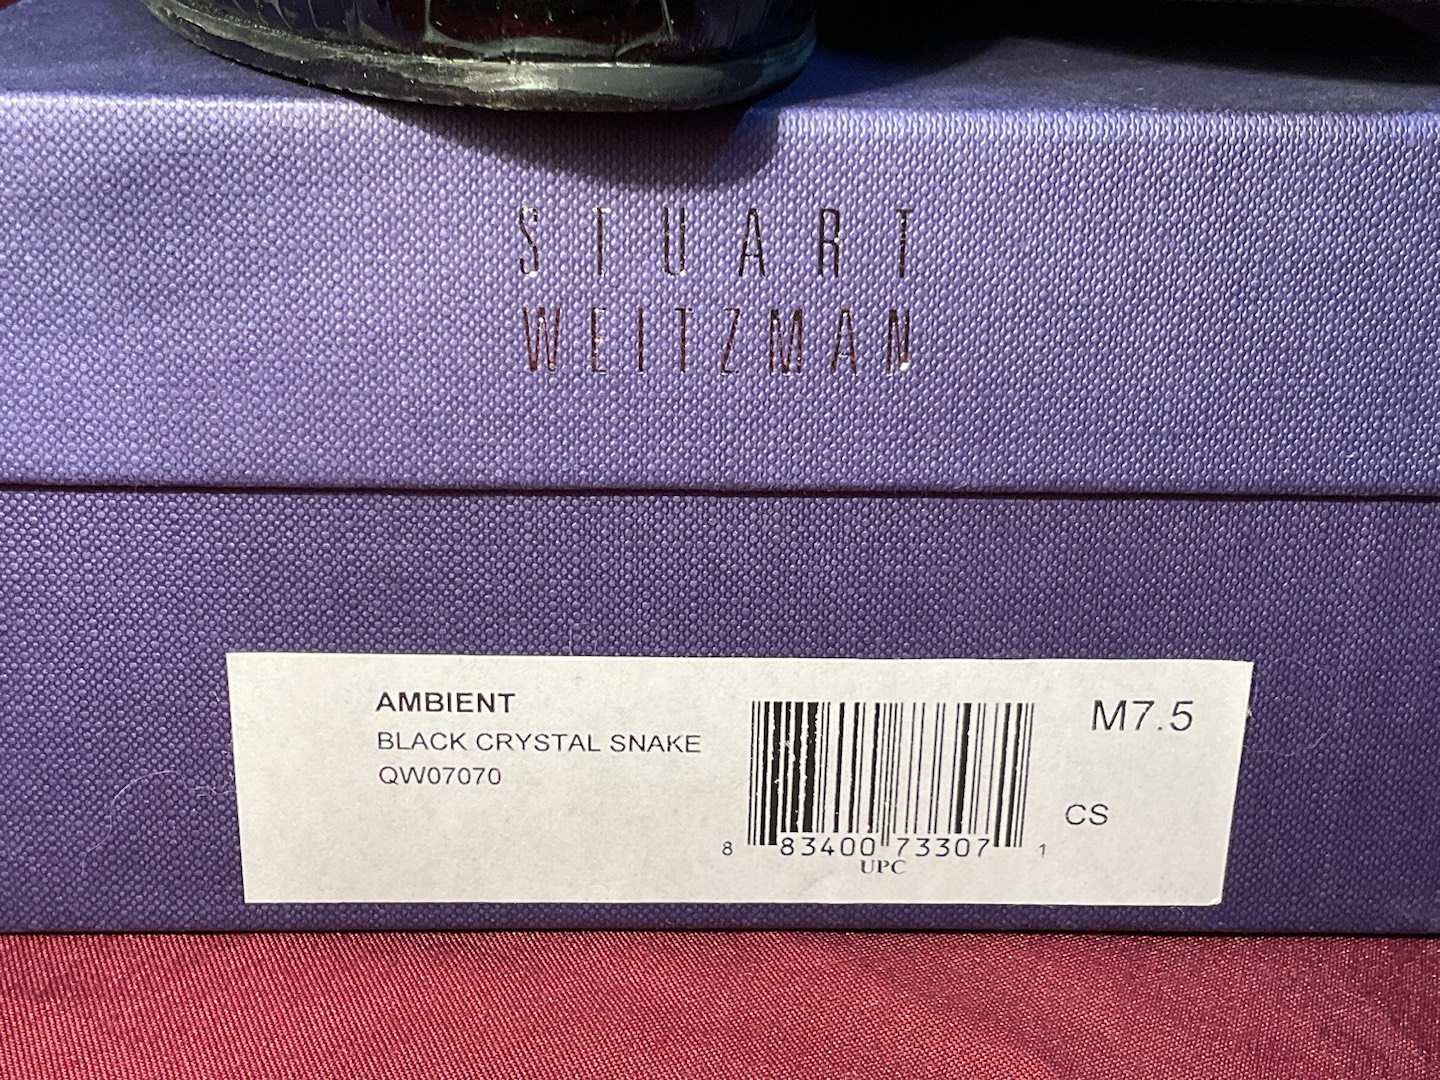 STUART
WEITZMAN
AMBIENT
BLACK CRYSTAL SNAKE
QW07070
M7.5
CS
8 83400 73307 1
UPC